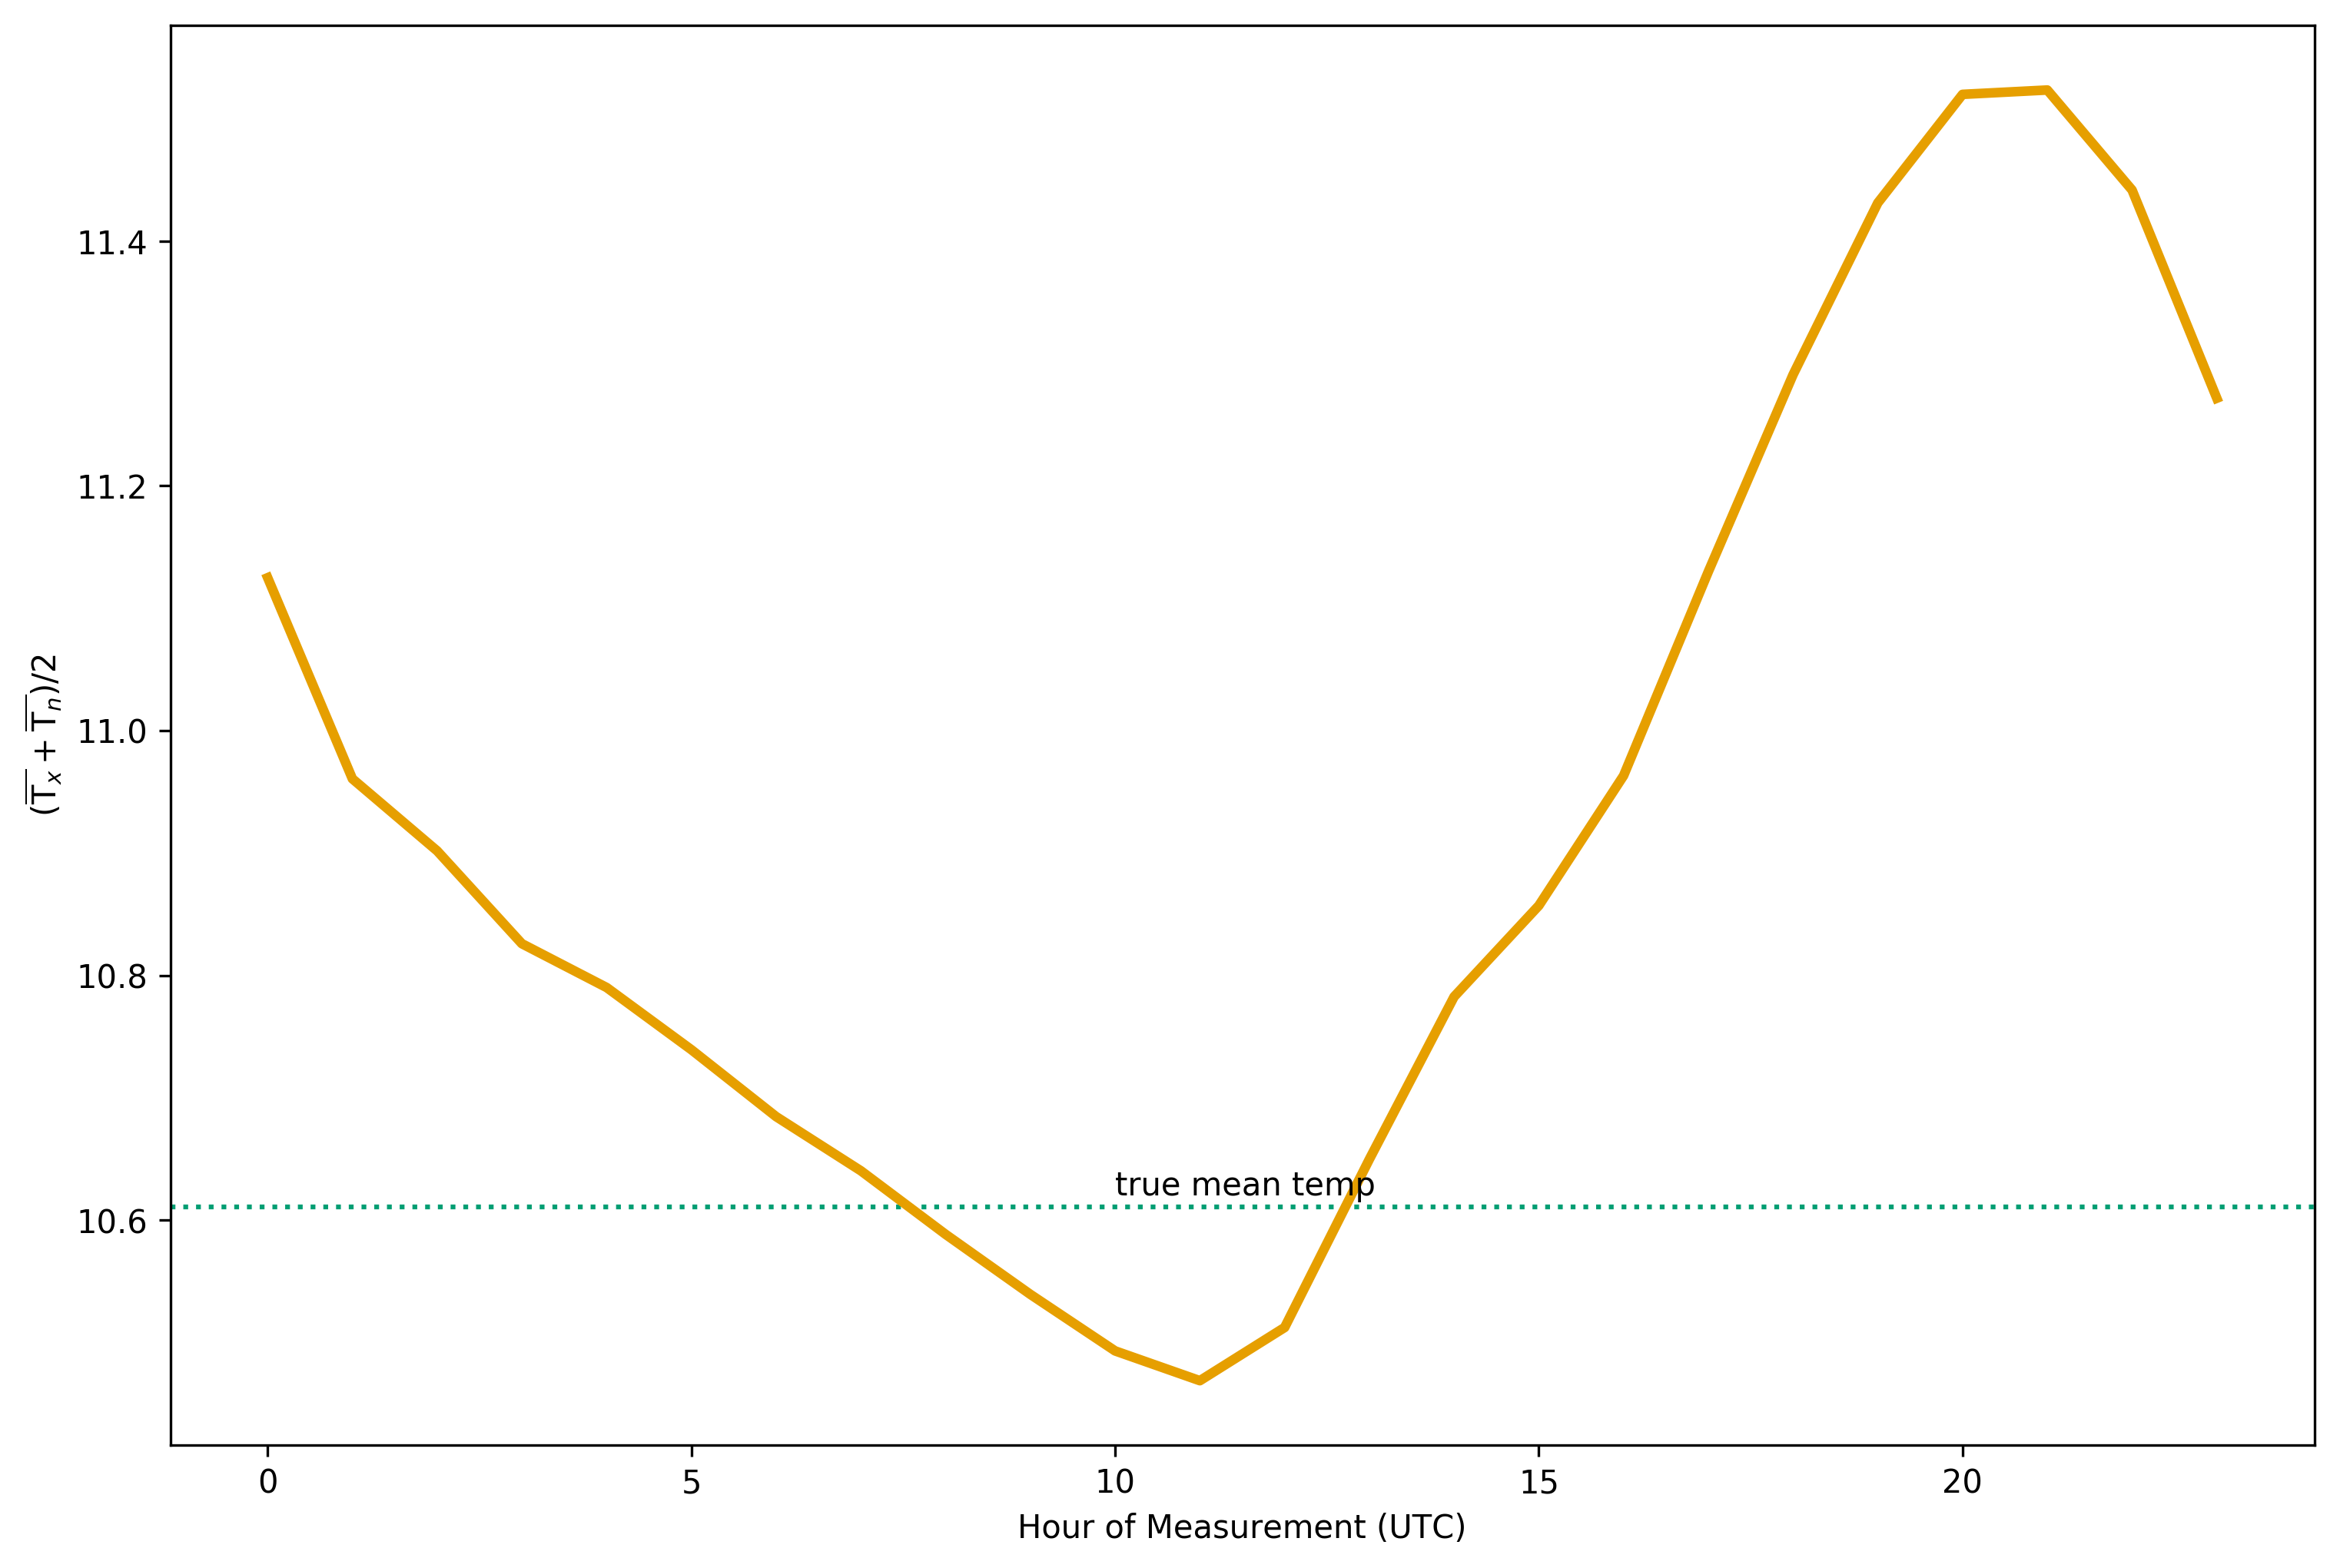 11.4
11.2
11.0
10.8
10.6
(T̅ₓ + T̅ₙ)/2
true mean temp
0 5 10 15 20
Hour of Measurement (UTC)